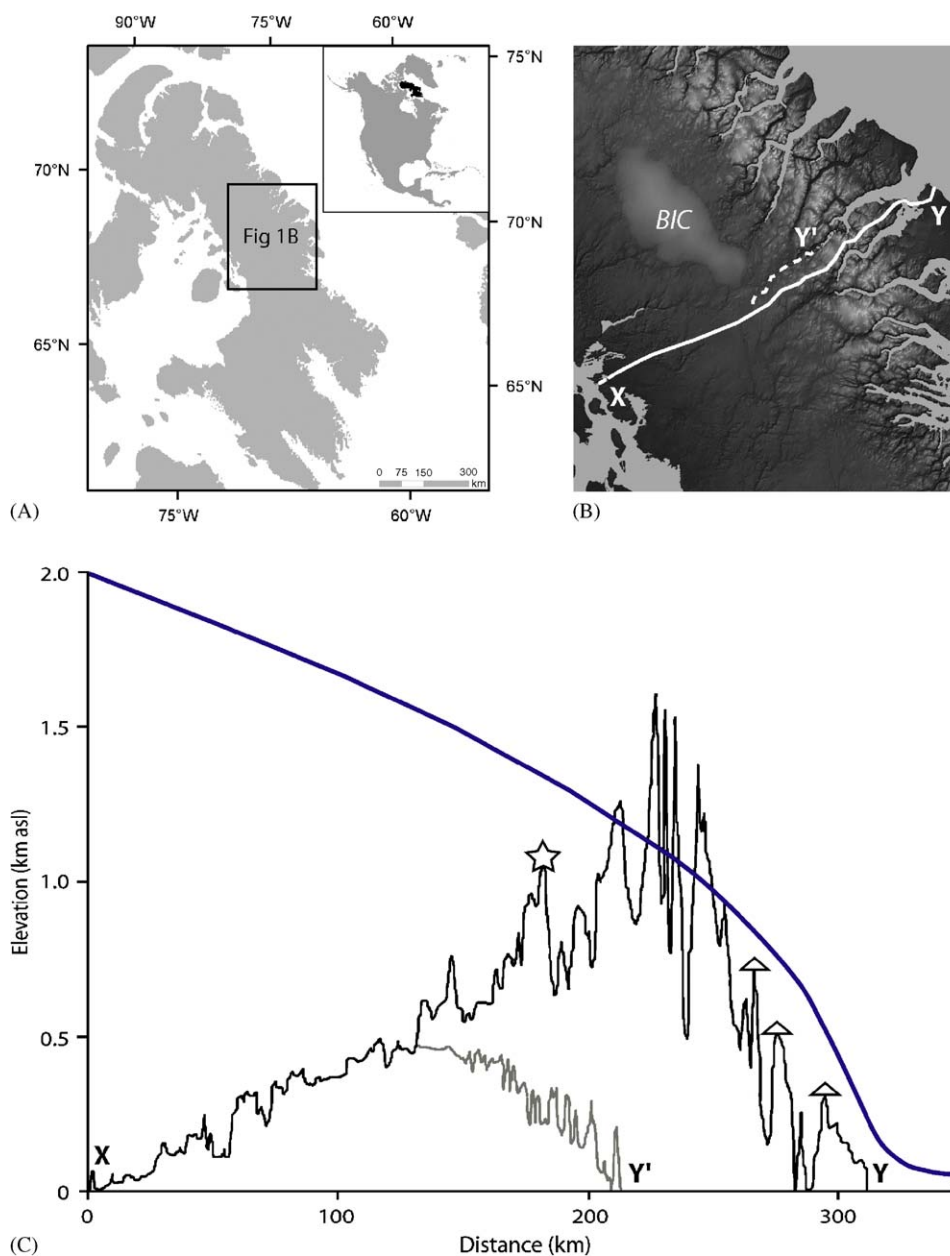 90°W 75°W 60°W
75°N
70°N
70°N
Fig 1B
65°N
65°N
0 75 150 300
km
75°W 60°W
(A)
BIC
Y'
Y
X
(B)
2.0
1.5
1.0
0.5
0
Elevation (km asl)
X
Y'
Y
0 100 200 300
Distance (km)
(C)